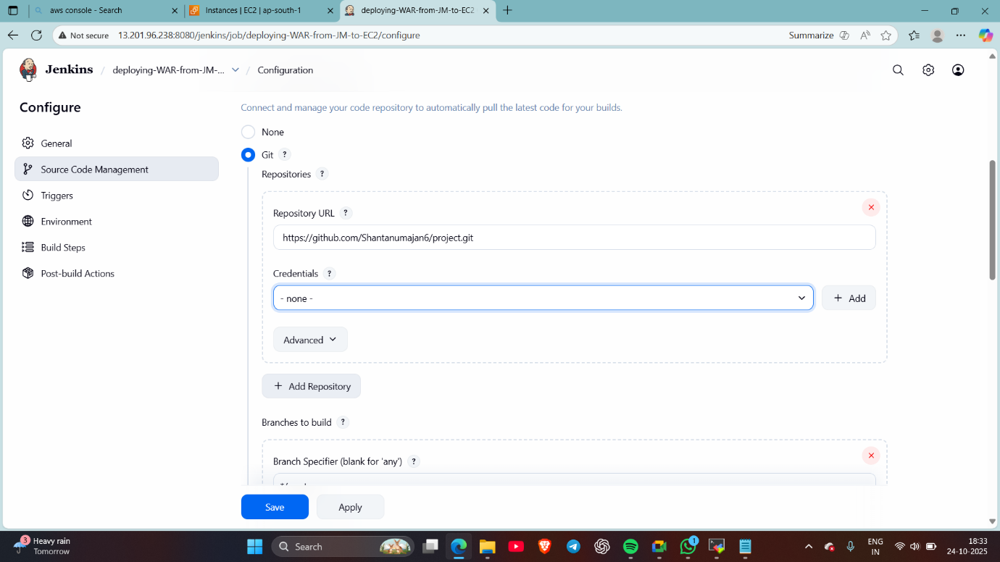 aws console - Search
Instances | EC2 | ap-south-1
deploying-WAR-from-JM-to-EC2
Not secure
13.201.96.238:8080/jenkins/job/deploying-WAR-from-JM-to-EC2/configure
Summarize
Jenkins / deploying-WAR-from-JM-... / Configuration
Configure
General
Source Code Management
Triggers
Environment
Build Steps
Post-build Actions
Connect and manage your code repository to automatically pull the latest code for your builds.
None
Git ?
Repositories ?
Repository URL ?
https://github.com/Shantanumajan6/project.git
Credentials ?
- none -
+ Add
Advanced
+ Add Repository
Branches to build ?
Branch Specifier (blank for 'any') ?
Save
Apply
3
Heavy rain
Tomorrow
Search
1
ENG
IN
18:33
24-10-2025